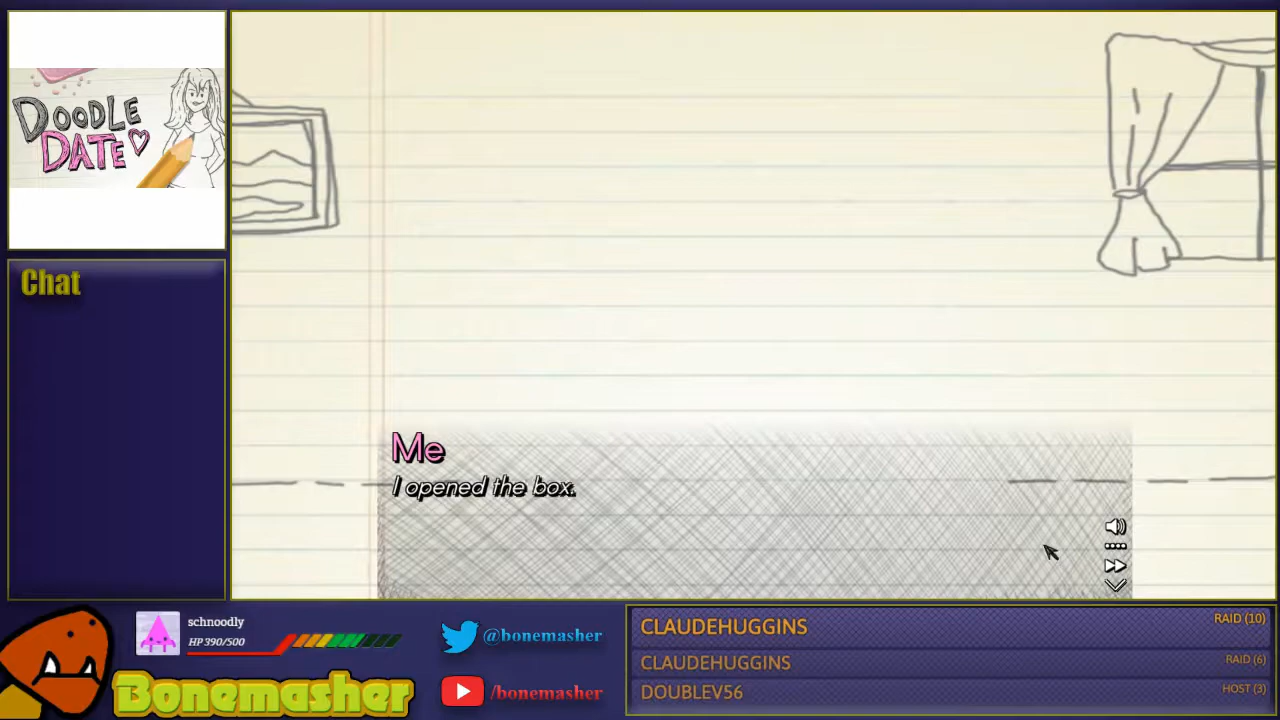 DOODLE
DATE
Chat
Me
I opened the box.
schnoodly
HP 390/500
Bonemasher
@bonemasher
/bonemasher
CLAUDEHUGGINS
RAID (10)
CLAUDEHUGGINS
RAID (6)
DOUBLEV56
HOST (3)